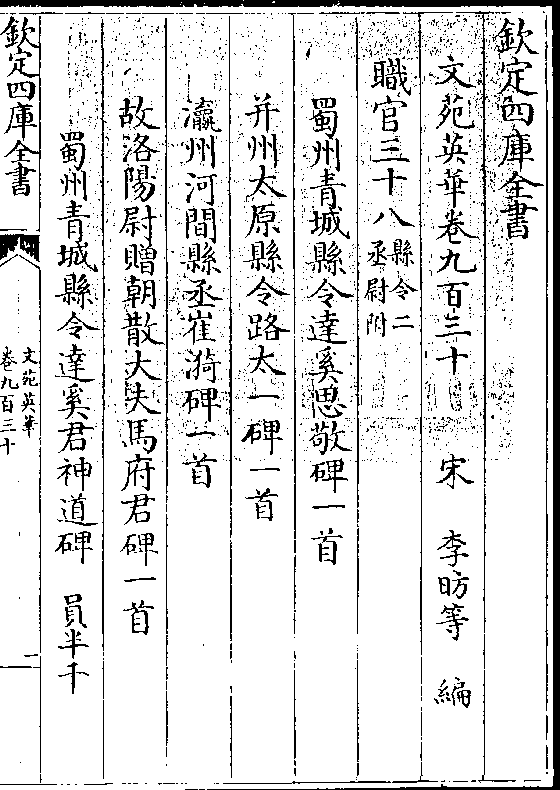 欽定四庫全書
文苑英華卷九百三十 宋 李昉等 編
職官三十八縣令二丞尉附
蜀州青城縣令達奚思敬碑一首
并州太原縣令路太一碑一首
瀛州河間縣丞崔漪碑一首
故洛陽尉贈朝散大夫馬府君碑一首
蜀州青城縣令達奚君神道碑 員半千
欽定四庫全書
文苑英華
卷九百三十
一